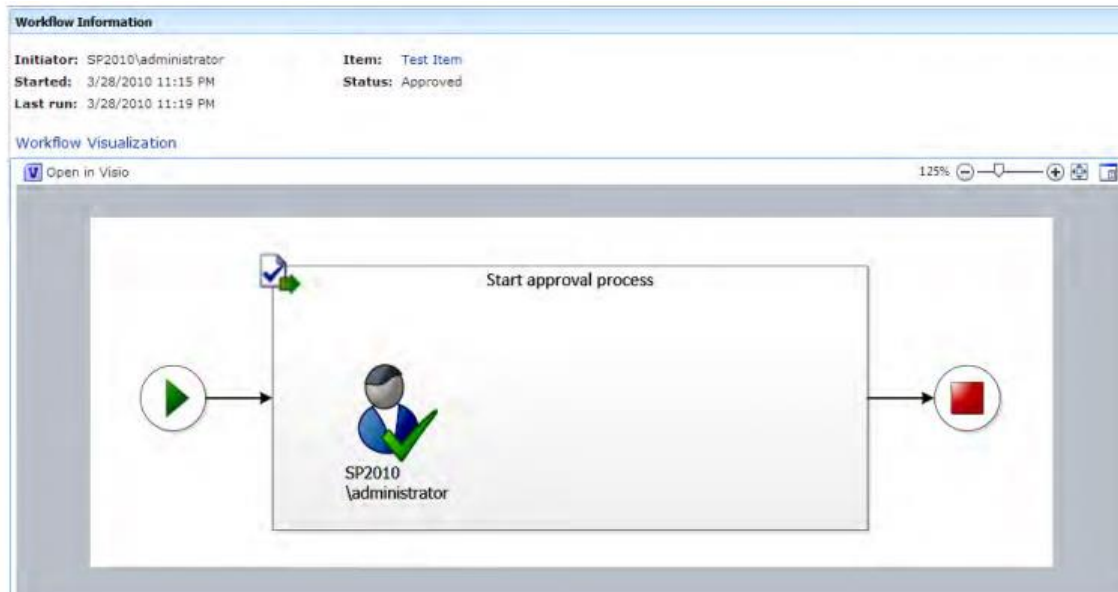 Workflow Information
Initiator: SP2010\administrator Item: Test Item
Started: 3/28/2010 11:15 PM Status: Approved
Last run: 3/28/2010 11:19 PM
Workflow Visualization
V Open in Visio 125%
Start approval process
SP2010
\administrator